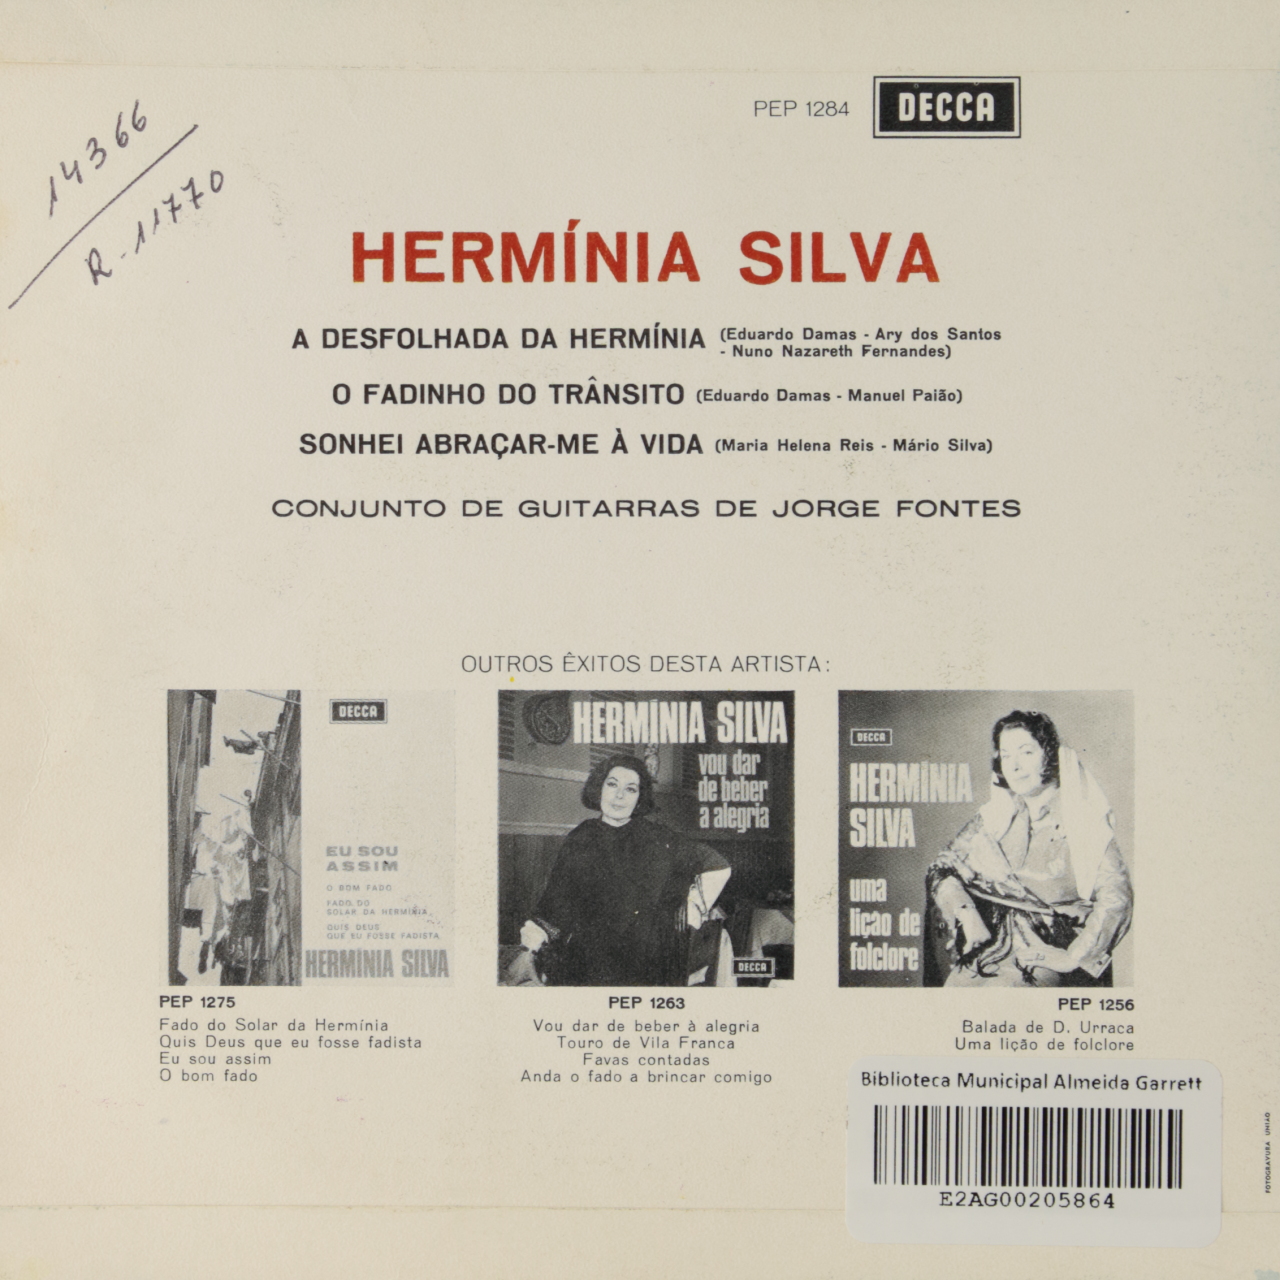 PEP 1284
DECCA
14366
R-11770
HERMÍNIA SILVA
A DESFOLHADA DA HERMÍNIA (Eduardo Damas - Ary dos Santos
- Nuno Nazareth Fernandes)
O FADINHO DO TRÂNSITO (Eduardo Damas - Manuel Paião)
SONHEI ABRAÇAR-ME À VIDA (Maria Helena Reis - Mário Silva)
CONJUNTO DE GUITARRAS DE JORGE FONTES
OUTROS ÊXITOS DESTA ARTISTA:
DECCA
EU SOU
ASSIM
O BOM FADO
FADO DO
SOLAR DA HERMÍNIA
QUIS DEUS
QUE EU FOSSE FADISTA
HERMÍNIA SILVA
PEP 1275
Fado do Solar da Hermínia
Quis Deus que eu fosse fadista
Eu sou assim
O bom fado
HERMÍNIA SILVA
vou dar
de beber
a alegria
DECCA
PEP 1263
Vou dar de beber à alegria
Touro de Vila Franca
Favas contadas
Anda o fado a brincar comigo
DECCA
HERMÍNIA
SILVA
uma
liçao de
folclore
PEP 1256
Balada de D. Urraca
Uma lição de folclore
Biblioteca Municipal Almeida Garrett
E2AG00205864
FOTOGRAVURA UNIÃO